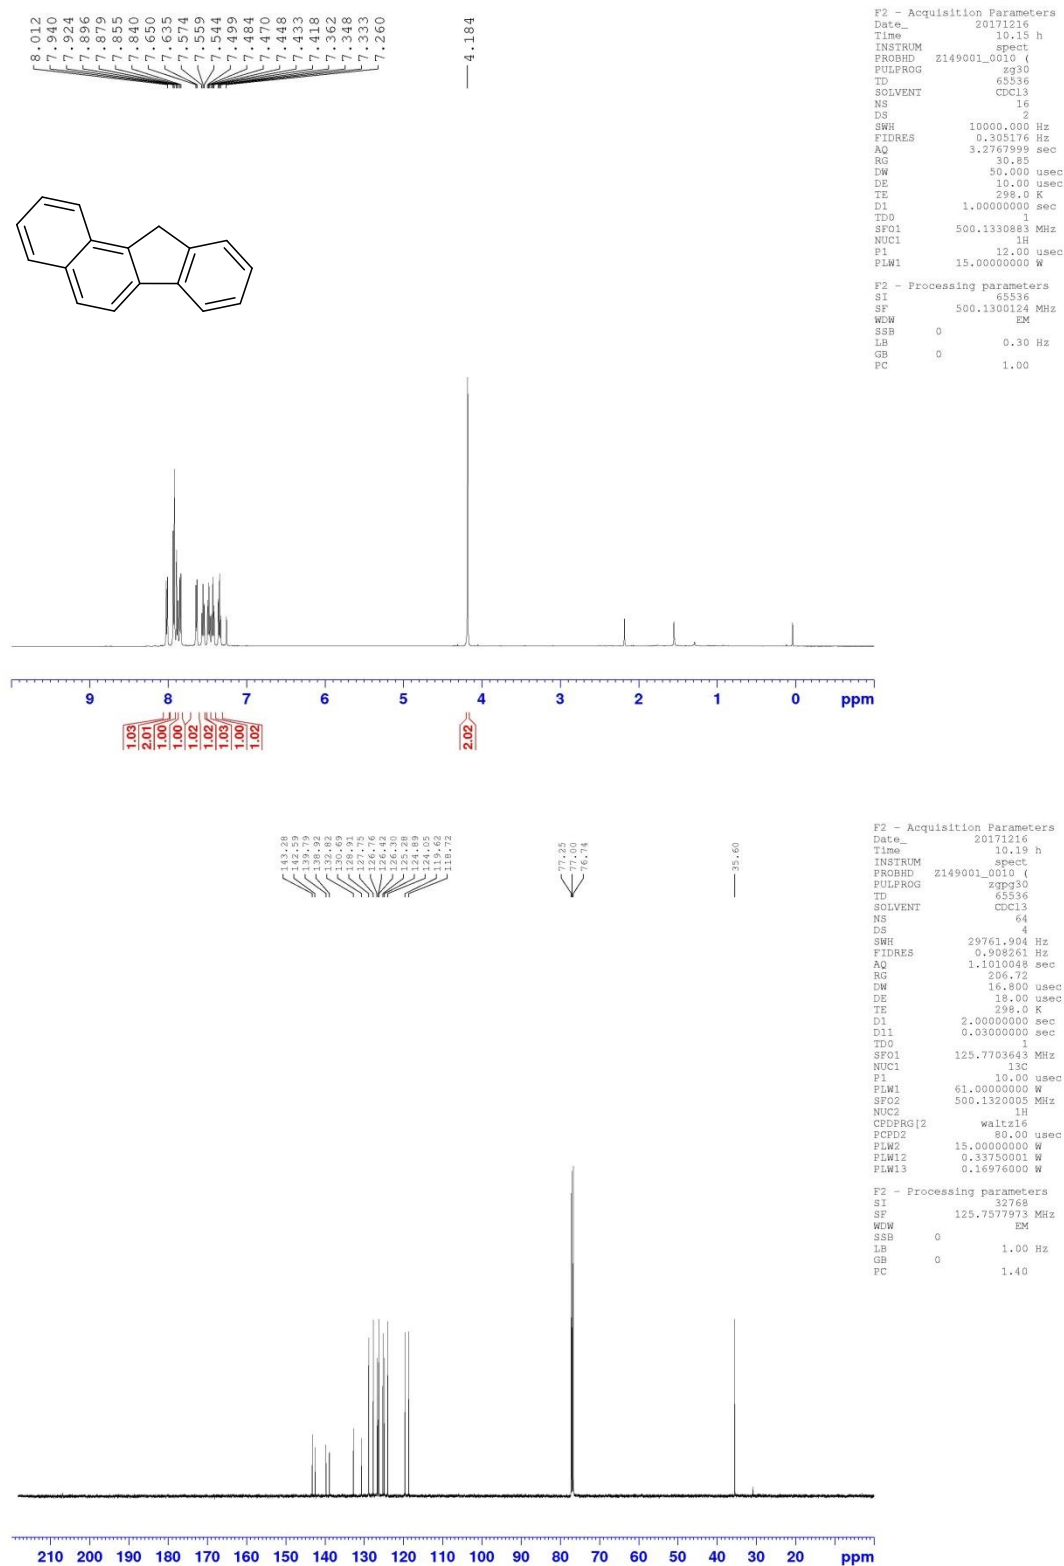 8.012
7.940
7.924
7.896
7.879
7.855
7.840
7.650
7.635
7.574
7.559
7.544
7.499
7.484
7.470
7.448
7.433
7.418
7.362
7.348
7.333
7.260
4.184
F2 - Acquisition Parameters
Date_ 20171216
Time 10.15 h
INSTRUM spect
PROBHD Z149001_0010 (
PULPROG zg30
TD 65536
SOLVENT CDCl3
NS 16
DS 2
SWH 10000.000 Hz
FIDRES 0.305176 Hz
AQ 3.2767999 sec
RG 30.85
DW 50.000 usec
DE 10.00 usec
TE 298.0 K
D1 1.00000000 sec
TD0 1
SFO1 500.1330883 MHz
NUC1 1H
P1 12.00 usec
PLW1 15.00000000 W
F2 - Processing parameters
SI 65536
SF 500.1300124 MHz
WDW EM
SSB 0
LB 0.30 Hz
GB 0
PC 1.00
9 8 7 6 5 4 3 2 1 0 ppm
1.03
2.01
1.00
1.00
1.02
1.02
1.03
1.00
1.02
2.02
143.28
142.59
139.79
138.92
132.82
130.69
128.91
127.75
126.76
126.42
126.30
125.28
124.89
124.05
119.62
118.72
77.25
77.00
76.74
35.60
F2 - Acquisition Parameters
Date_ 20171216
Time 10.19 h
INSTRUM spect
PROBHD Z149001_0010 (
PULPROG zgpg30
TD 65536
SOLVENT CDCl3
NS 64
DS 4
SWH 29761.904 Hz
FIDRES 0.908261 Hz
AQ 1.1010048 sec
RG 206.72
DW 16.800 usec
DE 18.00 usec
TE 298.0 K
D1 2.00000000 sec
D11 0.03000000 sec
TD0 1
SFO1 125.7703643 MHz
NUC1 13C
P1 10.00 usec
PLW1 61.00000000 W
SFO2 500.1320005 MHz
NUC2 1H
CPDPRG[2 waltz16
PCPD2 80.00 usec
PLW2 15.00000000 W
PLW12 0.33750001 W
PLW13 0.16976000 W
F2 - Processing parameters
SI 32768
SF 125.7577973 MHz
WDW EM
SSB 0
LB 1.00 Hz
GB 0
PC 1.40
210 200 190 180 170 160 150 140 130 120 110 100 90 80 70 60 50 40 30 20 ppm